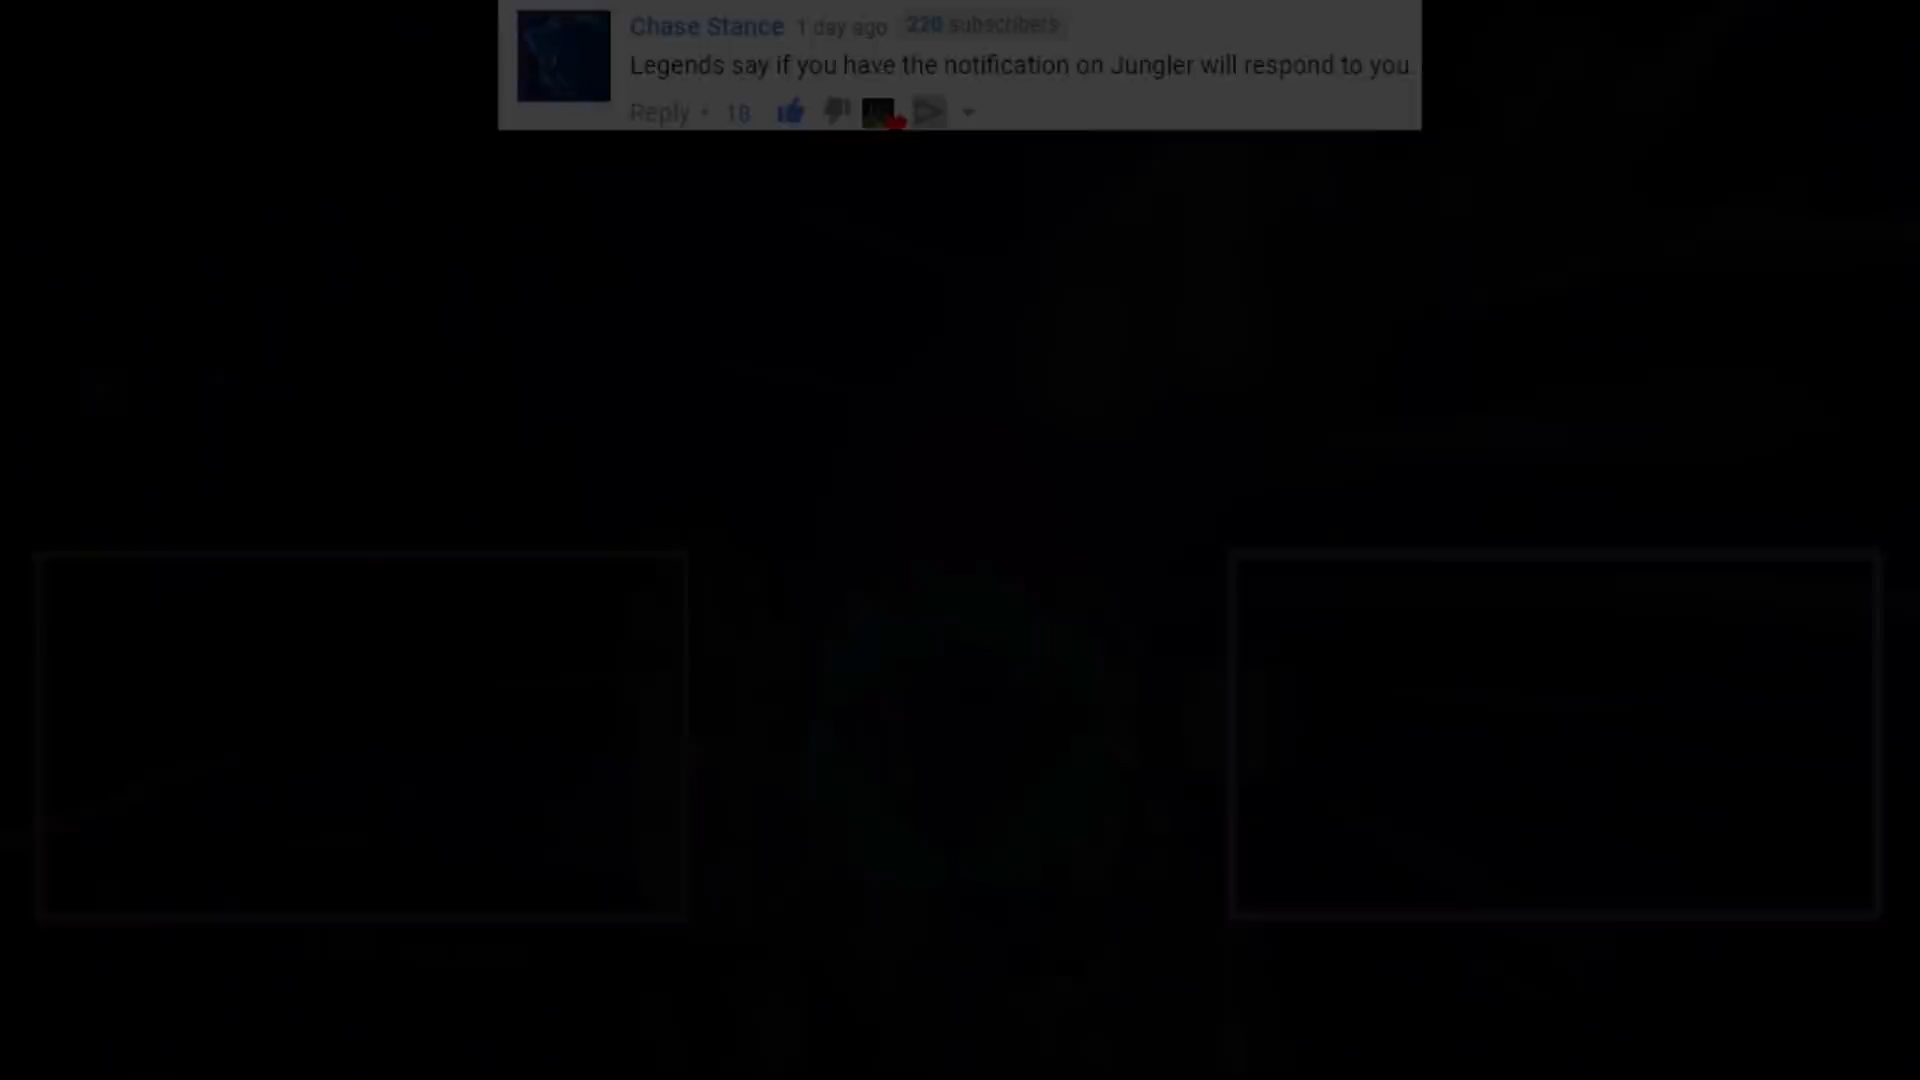 Chase Stance 1 day ago 220 subscribers
Legends say if you have the notification on Jungler will respond to you
Reply • 18